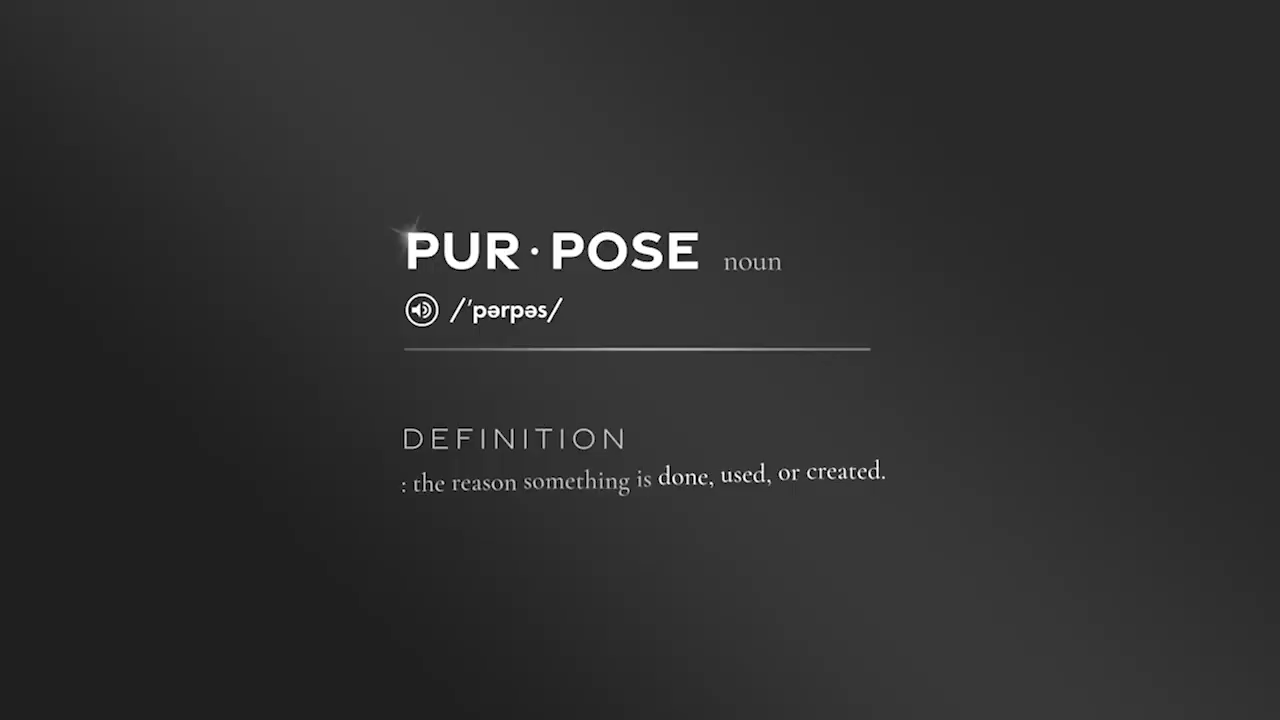 PUR·POSE noun
/ˈpərpəs/
DEFINITION
: the reason something is done, used, or created.